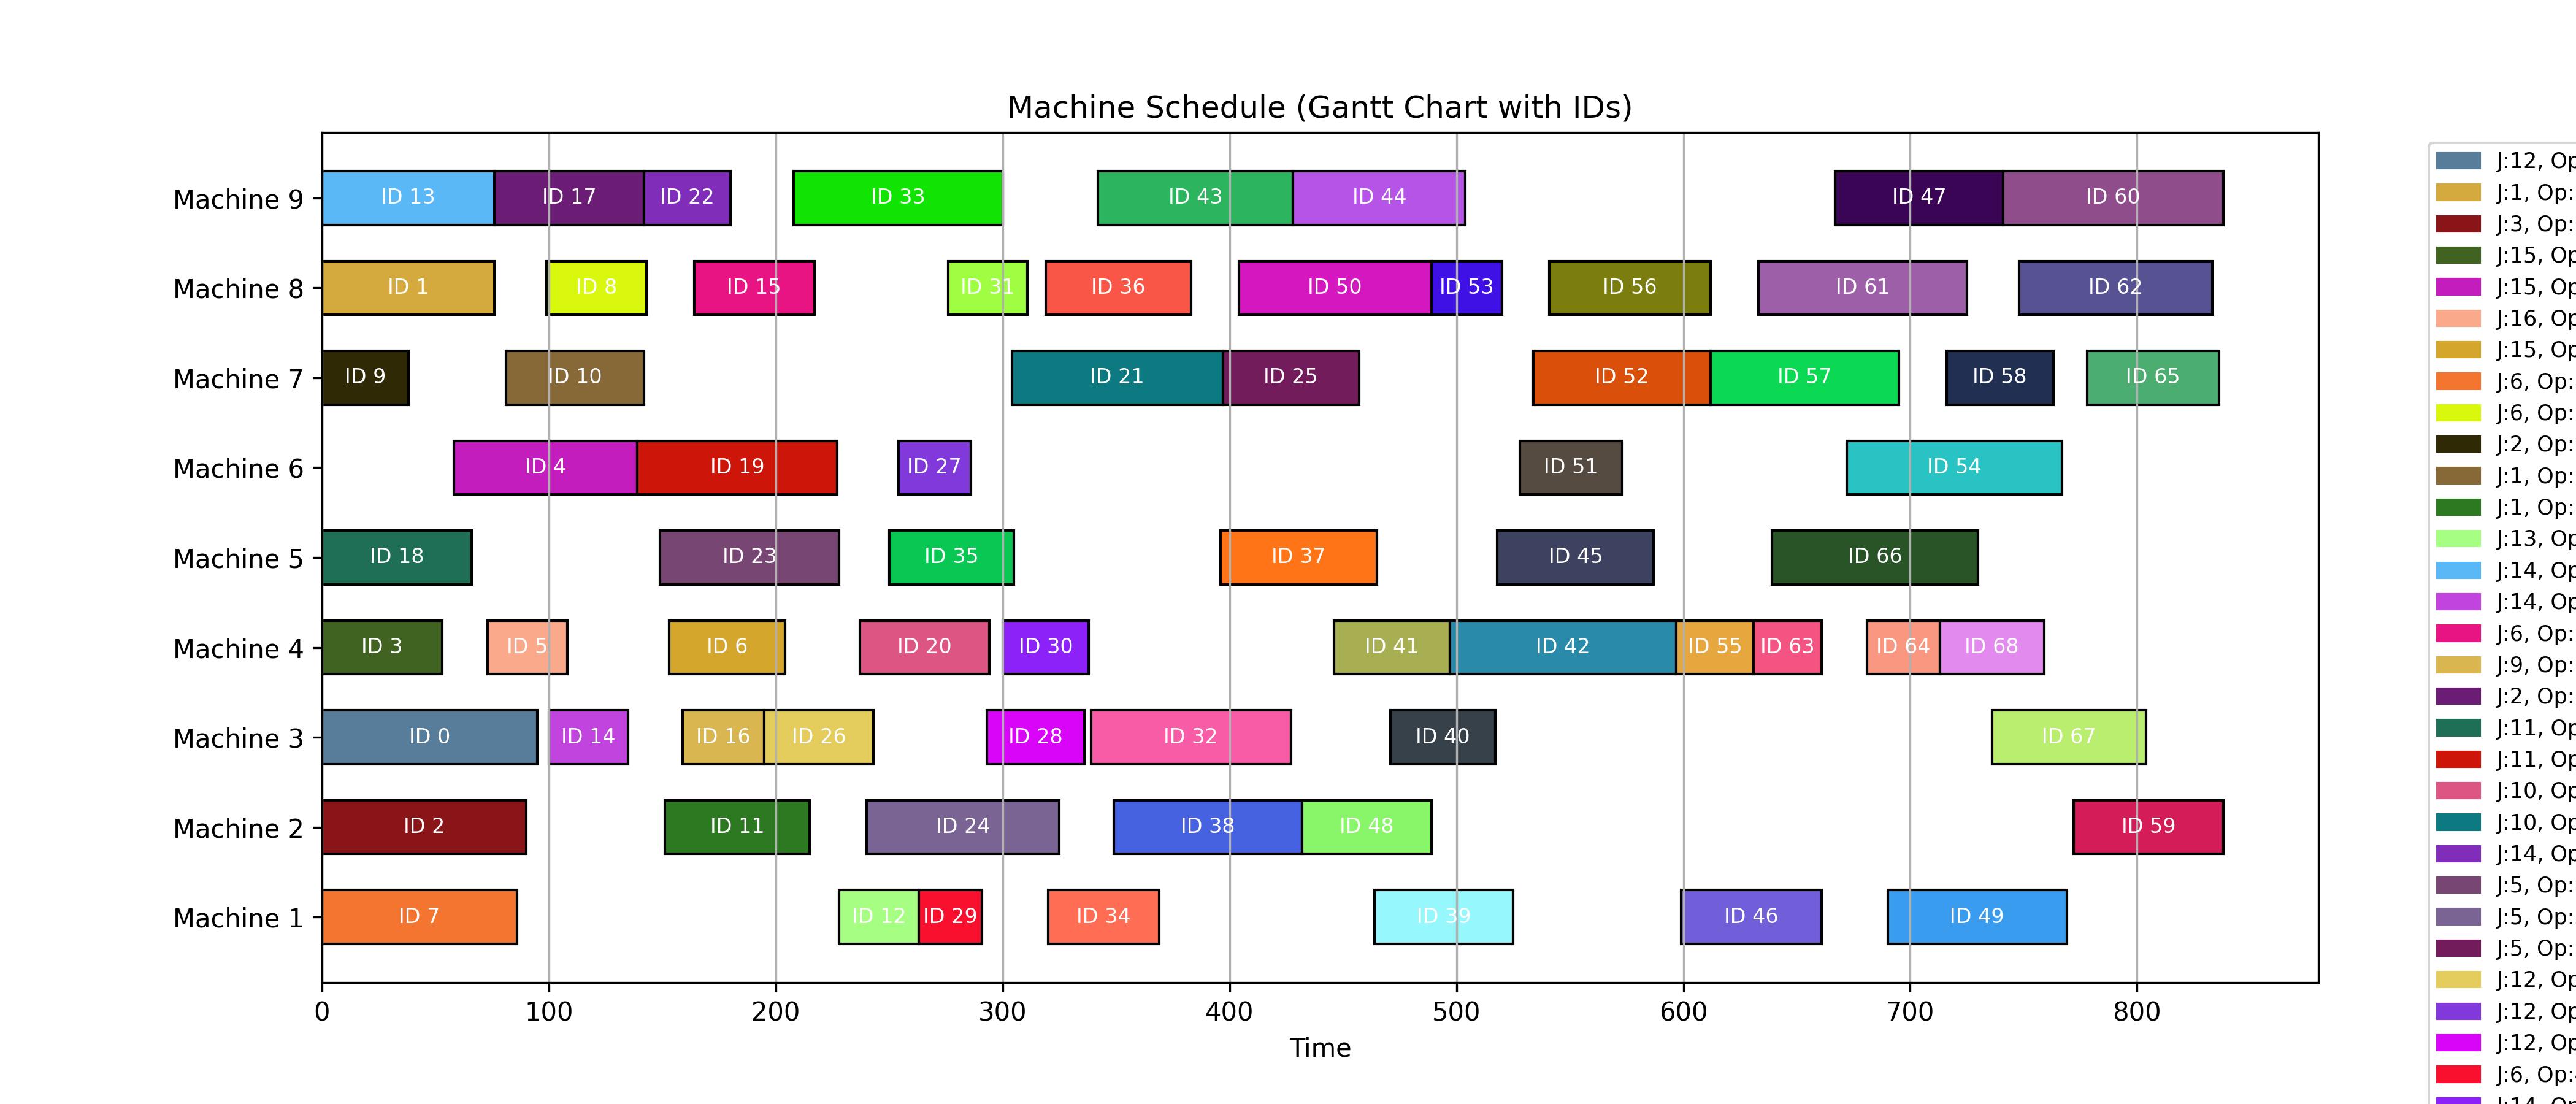 Machine Schedule (Gantt Chart with IDs)
Machine 9 ID 13 ID 17 ID 22 ID 33 ID 43 ID 44 ID 47 ID 60
Machine 8 ID 1 ID 8 ID 15 ID 31 ID 36 ID 50 ID 53 ID 56 ID 61 ID 62
Machine 7 ID 9 ID 10 ID 21 ID 25 ID 52 ID 57 ID 58 ID 65
Machine 6 ID 4 ID 19 ID 27 ID 51 ID 54
Machine 5 ID 18 ID 23 ID 35 ID 37 ID 45 ID 66
Machine 4 ID 3 ID 5 ID 6 ID 20 ID 30 ID 41 ID 42 ID 55 ID 63 ID 64 ID 68
Machine 3 ID 0 ID 14 ID 16 ID 26 ID 28 ID 32 ID 40 ID 67
Machine 2 ID 2 ID 11 ID 24 ID 38 ID 48 ID 59
Machine 1 ID 7 ID 12 ID 29 ID 34 ID 39 ID 46 ID 49
0 100 200 300 400 500 600 700 800
Time
J:12, Op
J:1, Op:
J:3, Op:
J:15, Op
J:15, Op
J:16, Op
J:15, Op
J:6, Op:
J:6, Op:
J:2, Op:
J:1, Op:
J:1, Op:
J:13, Op
J:14, Op
J:14, Op
J:6, Op:
J:9, Op:
J:2, Op:
J:11, Op
J:11, Op
J:10, Op
J:10, Op
J:14, Op
J:5, Op:
J:5, Op:
J:5, Op:
J:12, Op
J:12, Op
J:12, Op
J:6, Op:
J:14, Op